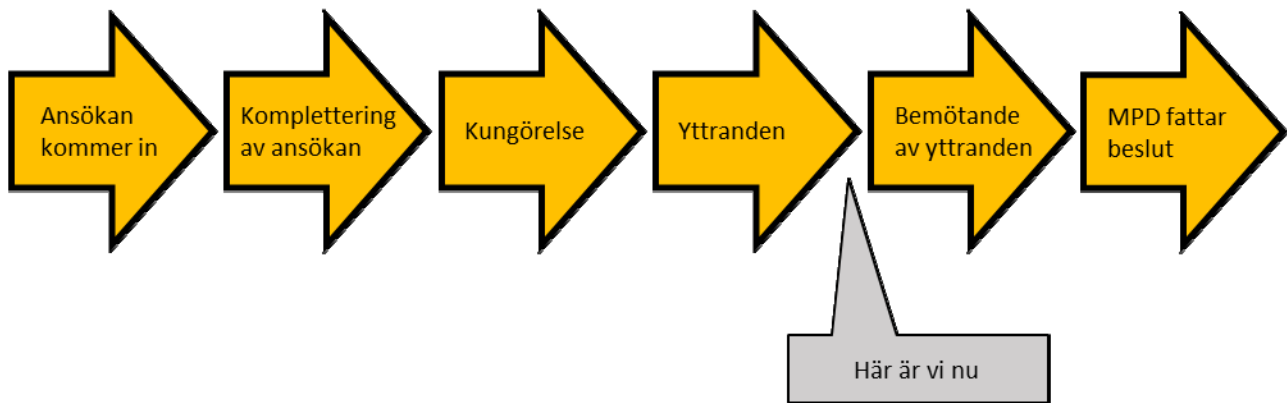 Ansökan
kommer in
Komplettering
av ansökan
Kungörelse
Yttranden
Bemötande
av yttranden
MPD fattar
beslut
Här är vi nu